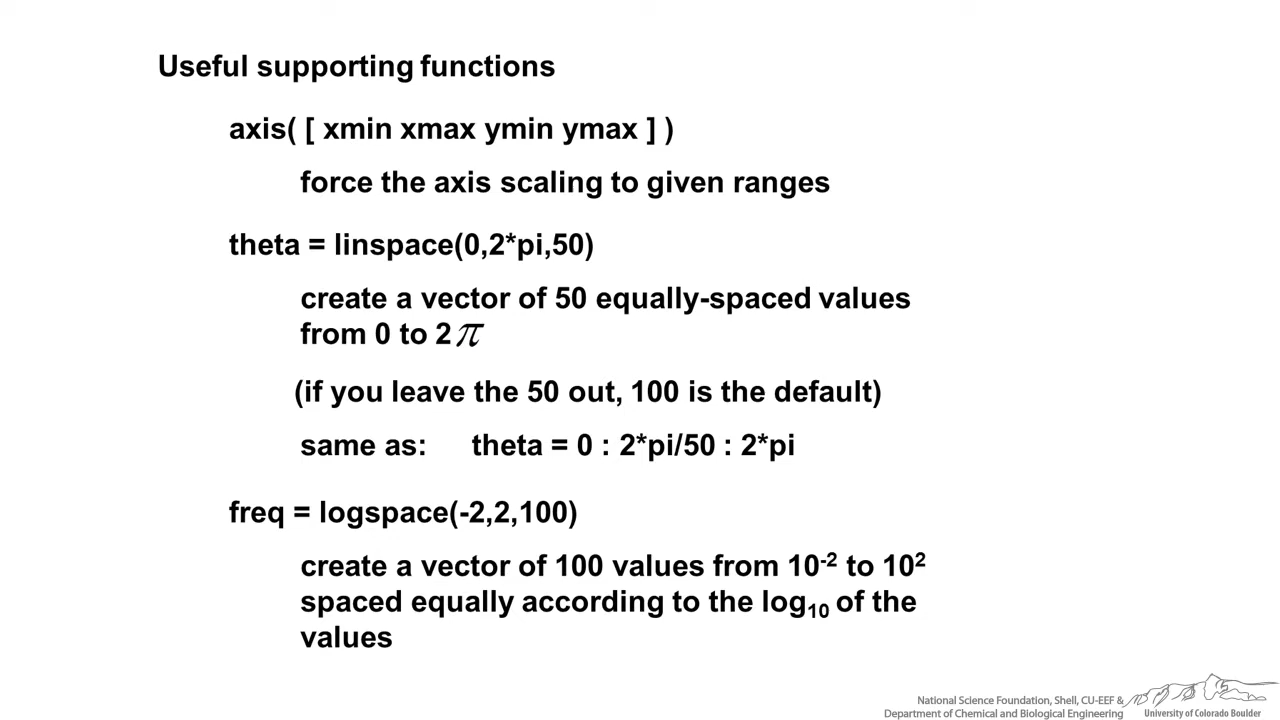 Useful supporting functions
axis( [ xmin xmax ymin ymax ] )
force the axis scaling to given ranges
theta = linspace(0,2*pi,50)
create a vector of 50 equally-spaced values
from 0 to 2π
(if you leave the 50 out, 100 is the default)
same as: theta = 0 : 2*pi/50 : 2*pi
freq = logspace(-2,2,100)
create a vector of 100 values from 10⁻² to 10²
spaced equally according to the log₁₀ of the
values
National Science Foundation, Shell, CU-EEF &
Department of Chemical and Biological Engineering
University of Colorado Boulder